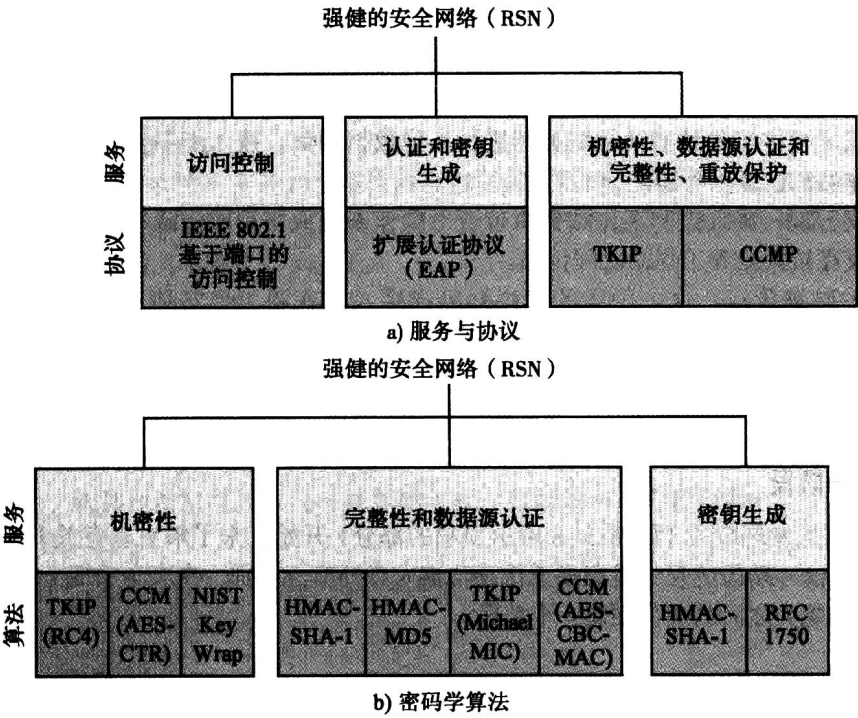 强健的安全网络（RSN）
服务
访问控制
认证和密钥
生成
机密性、数据源认证和
完整性、重放保护
协议
IEEE 802.1
基于端口的
访问控制
扩展认证协议
（EAP）
TKIP
CCMP
a) 服务与协议
强健的安全网络（RSN）
服务
机密性
完整性和数据源认证
密钥生成
算法
TKIP
(RC4)
CCM
(AES-
CTR)
NIST
Key
Wrap
HMAC-
SHA-1
HMAC-
MD5
TKIP
(Michael
MIC)
CCM
(AES-
CBC-
MAC)
HMAC-
SHA-1
RFC
1750
b) 密码学算法